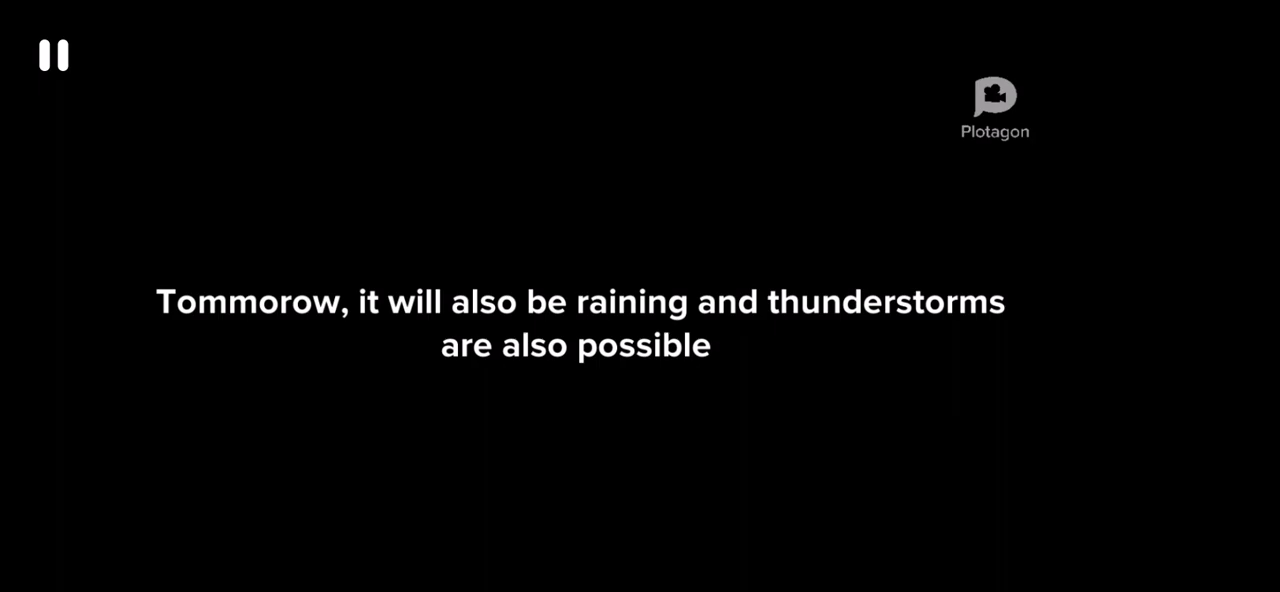 Plotagon
Tommorow, it will also be raining and thunderstorms
are also possible